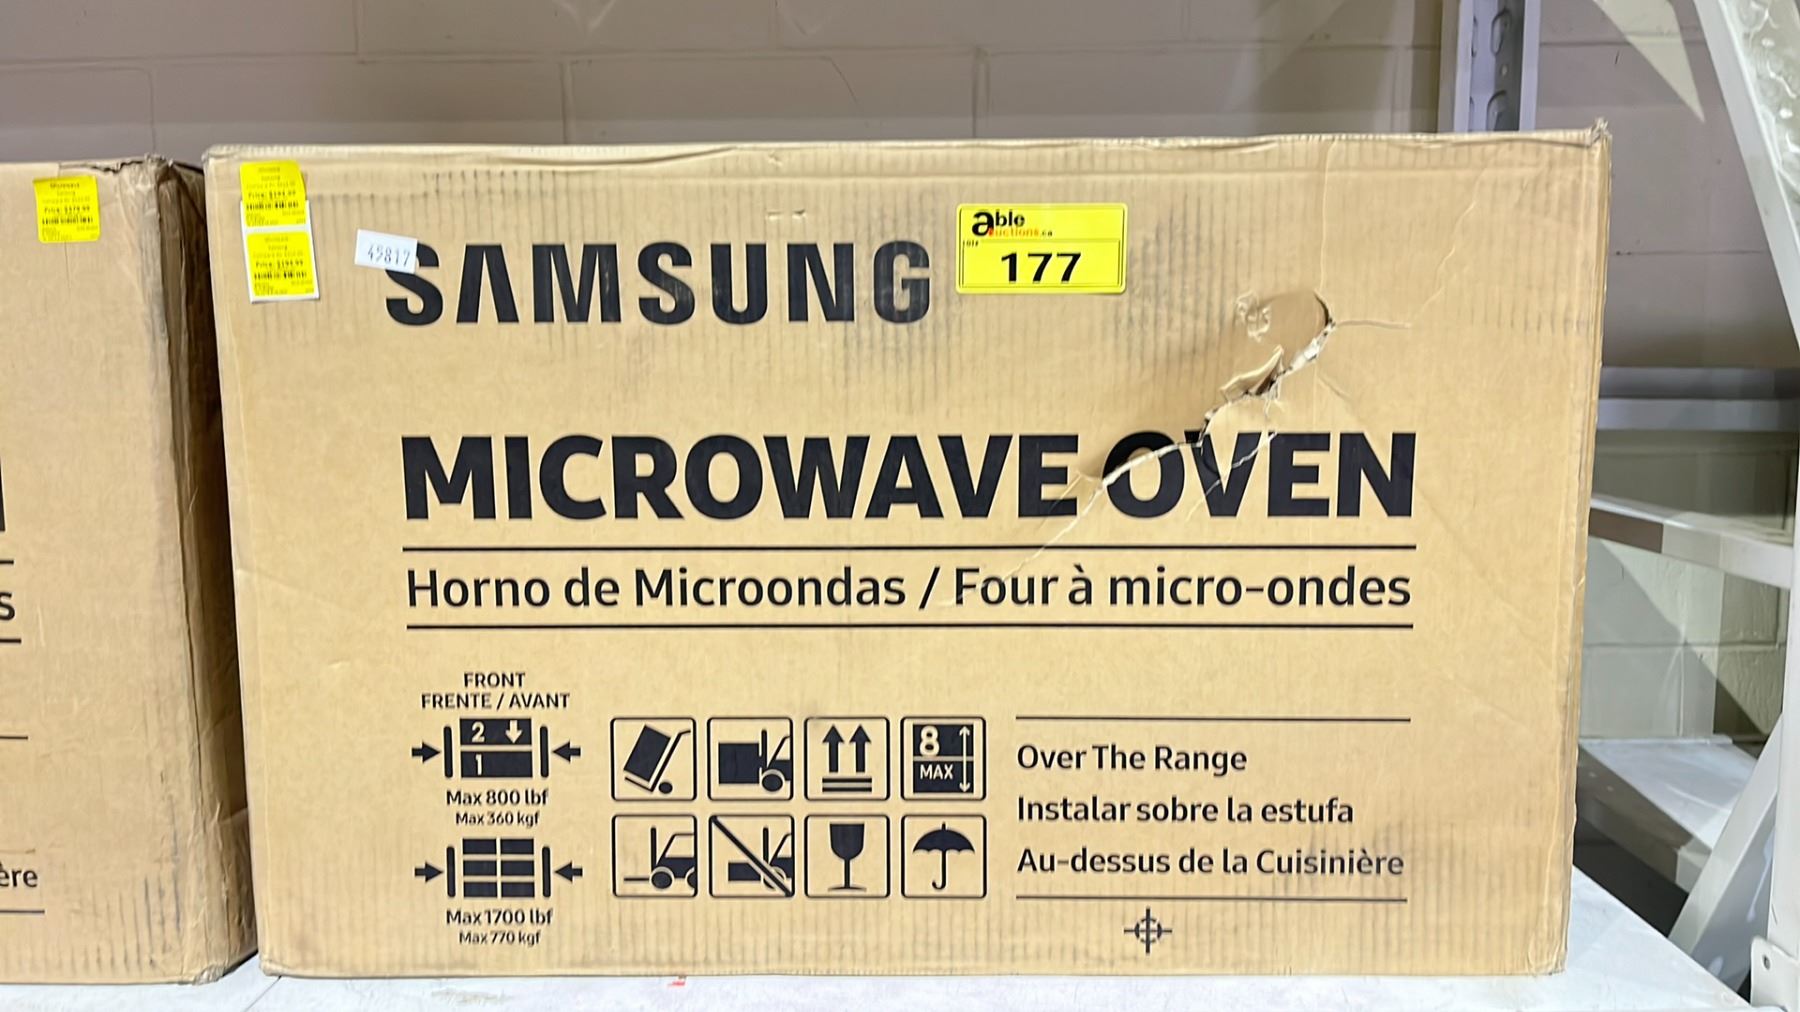 able
auctions.ca
177
45817
SAMSUNG
MICROWAVE OVEN
Horno de Microondas / Four à micro-ondes
FRONT
FRENTE / AVANT
2
1
Max 800 lbf
Max 360 kgf
Max 1700 lbf
Max 770 kgf
8
MAX
Over The Range
Instalar sobre la estufa
Au-dessus de la Cuisinière
s
ère